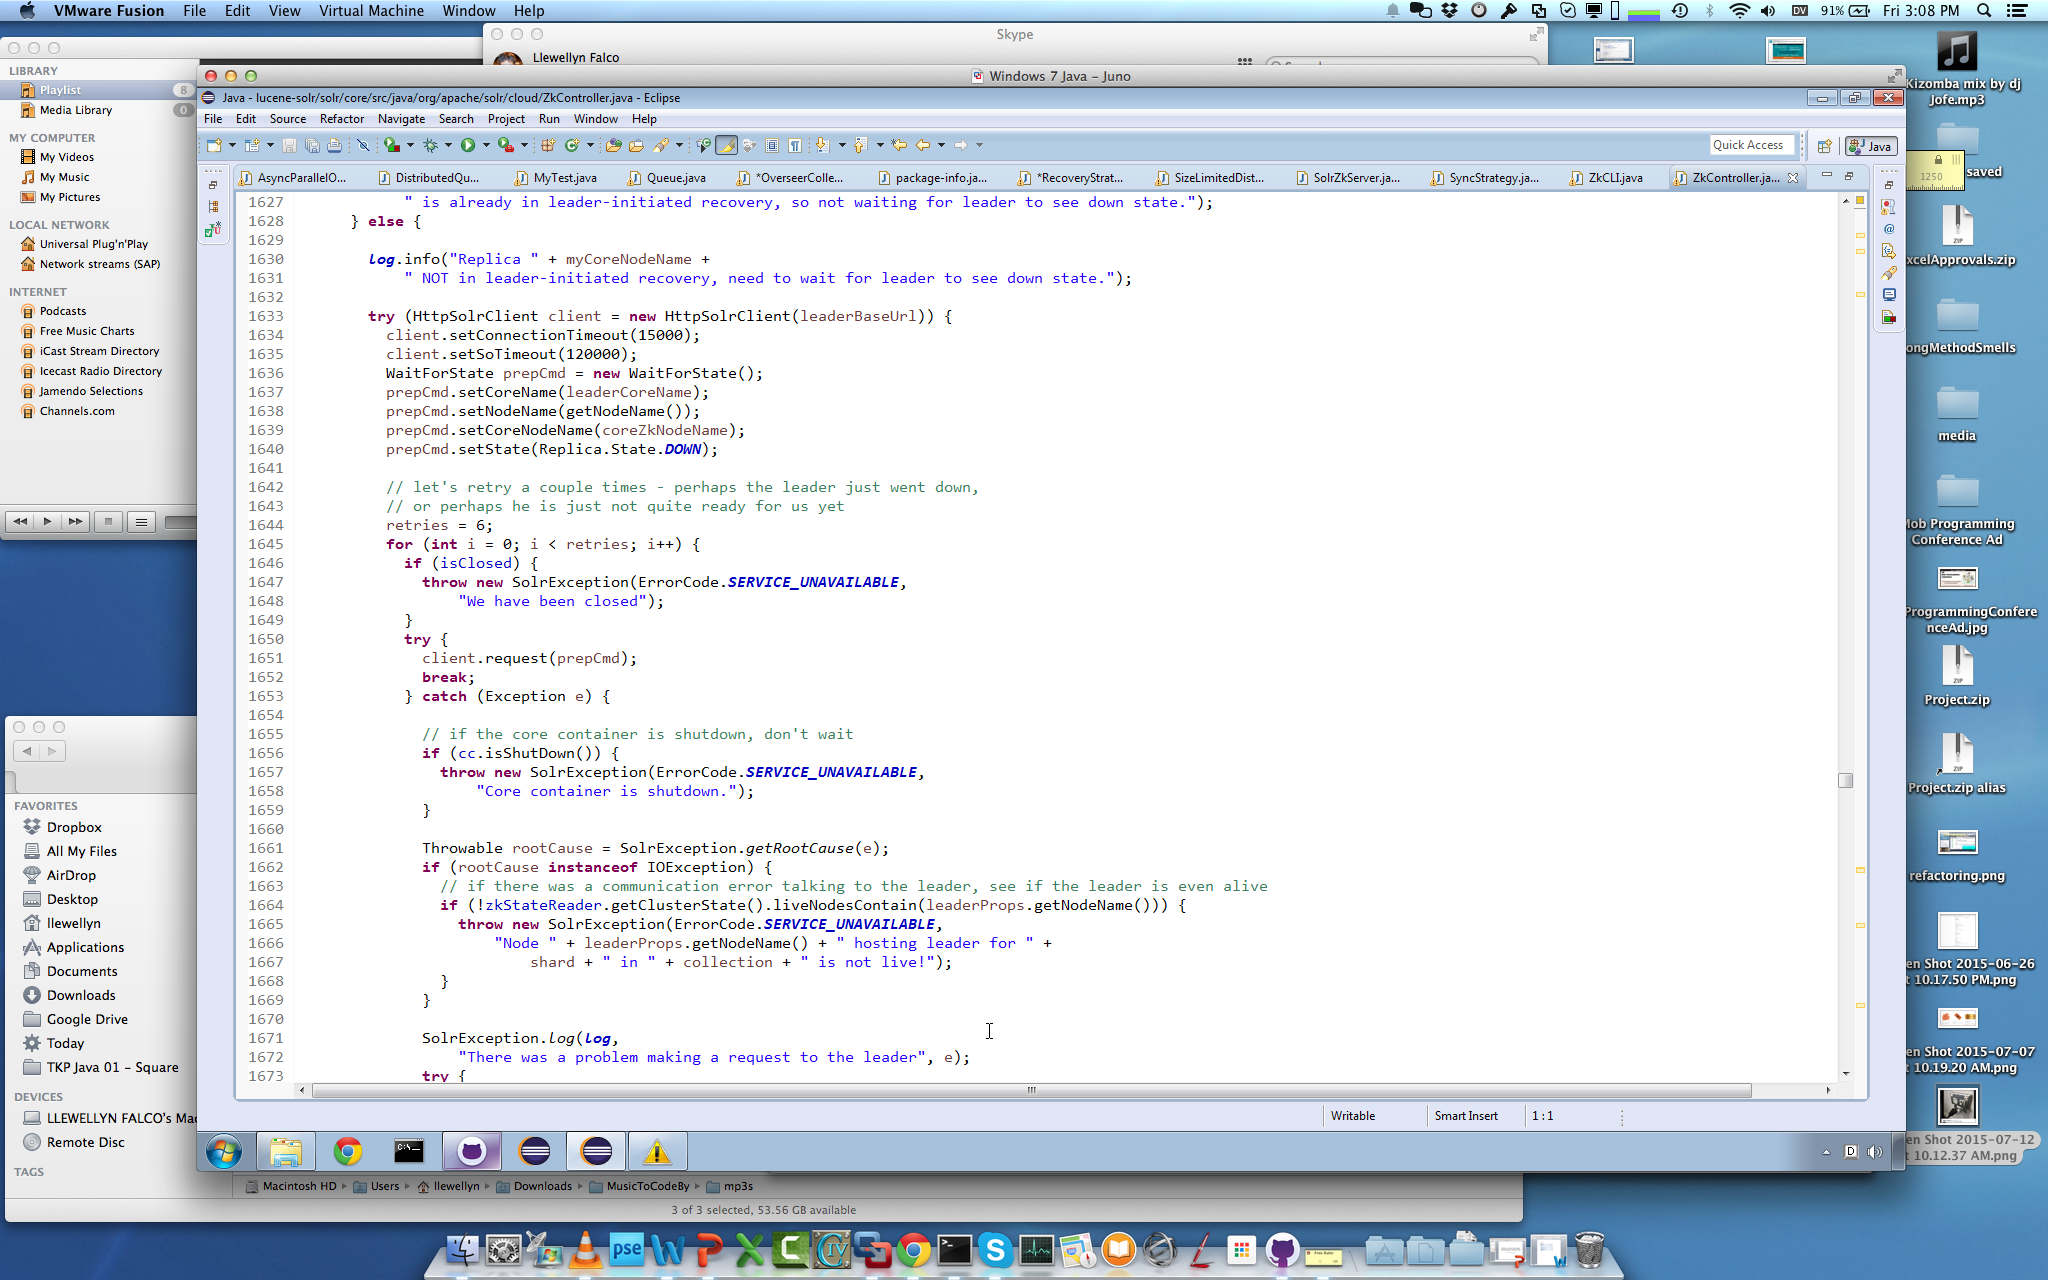 VMware Fusion File Edit View Virtual Machine Window Help
DV 91% Fri 3:08 PM
Skype
Llewellyn Falco
LIBRARY
Playlist 8
Media Library 0
MY COMPUTER
My Videos
My Music
My Pictures
LOCAL NETWORK
Universal Plug'n'Play
Network streams (SAP)
INTERNET
Podcasts
Free Music Charts
iCast Stream Directory
Icecast Radio Directory
Jamendo Selections
Channels.com
FAVORITES
Dropbox
All My Files
AirDrop
Desktop
llewellyn
Applications
Documents
Downloads
Google Drive
Today
TKP Java 01 - Square
DEVICES
LLEWELLYN FALCO's Ma
Remote Disc
TAGS
Windows 7 Java - Juno
Java - lucene-solr/solr/core/src/java/org/apache/solr/cloud/ZkController.java - Eclipse
File Edit Source Refactor Navigate Search Project Run Window Help
Quick Access Java
AsyncParallelO... DistributedQu... MyTest.java Queue.java *OverseerColle... package-info.ja... *RecoveryStrat... SizeLimitedDist... SolrZkServer.ja... SyncStrategy.ja... ZkCLI.java ZkController.ja...
1627 " is already in leader-initiated recovery, so not waiting for leader to see down state.");
1628 } else {
1629
1630 log.info("Replica " + myCoreNodeName +
1631 " NOT in leader-initiated recovery, need to wait for leader to see down state.");
1632
1633 try (HttpSolrClient client = new HttpSolrClient(leaderBaseUrl)) {
1634 client.setConnectionTimeout(15000);
1635 client.setSoTimeout(120000);
1636 WaitForState prepCmd = new WaitForState();
1637 prepCmd.setCoreName(leaderCoreName);
1638 prepCmd.setNodeName(getNodeName());
1639 prepCmd.setCoreNodeName(coreZkNodeName);
1640 prepCmd.setState(Replica.State.DOWN);
1641
1642 // let's retry a couple times - perhaps the leader just went down,
1643 // or perhaps he is just not quite ready for us yet
1644 retries = 6;
1645 for (int i = 0; i < retries; i++) {
1646 if (isClosed) {
1647 throw new SolrException(ErrorCode.SERVICE_UNAVAILABLE,
1648 "We have been closed");
1649 }
1650 try {
1651 client.request(prepCmd);
1652 break;
1653 } catch (Exception e) {
1654
1655 // if the core container is shutdown, don't wait
1656 if (cc.isShutDown()) {
1657 throw new SolrException(ErrorCode.SERVICE_UNAVAILABLE,
1658 "Core container is shutdown.");
1659 }
1660
1661 Throwable rootCause = SolrException.getRootCause(e);
1662 if (rootCause instanceof IOException) {
1663 // if there was a communication error talking to the leader, see if the leader is even alive
1664 if (!zkStateReader.getClusterState().liveNodesContain(leaderProps.getNodeName())) {
1665 throw new SolrException(ErrorCode.SERVICE_UNAVAILABLE,
1666 "Node " + leaderProps.getNodeName() + " hosting leader for " +
1667 shard + " in " + collection + " is not live!");
1668 }
1669 }
1670
1671 SolrException.log(log,
1672 "There was a problem making a request to the leader", e);
1673 try {
Writable Smart Insert 1 : 1
D
Macintosh HD Users llewellyn Downloads MusicToCodeBy mp3s
3 of 3 selected, 53.56 GB available
Kizomba mix by dj
Jofe.mp3
saved
1250
xcelApprovals.zip
ongMethodSmells
media
Mob Programming
Conference Ad
ProgrammingConfere
nceAd.jpg
Project.zip
Project.zip alias
refactoring.png
en Shot 2015-06-26
t 10.17.50 PM.png
en Shot 2015-07-07
t 10.19.20 AM.png
en Shot 2015-07-12
t 10.12.37 AM.png
pse